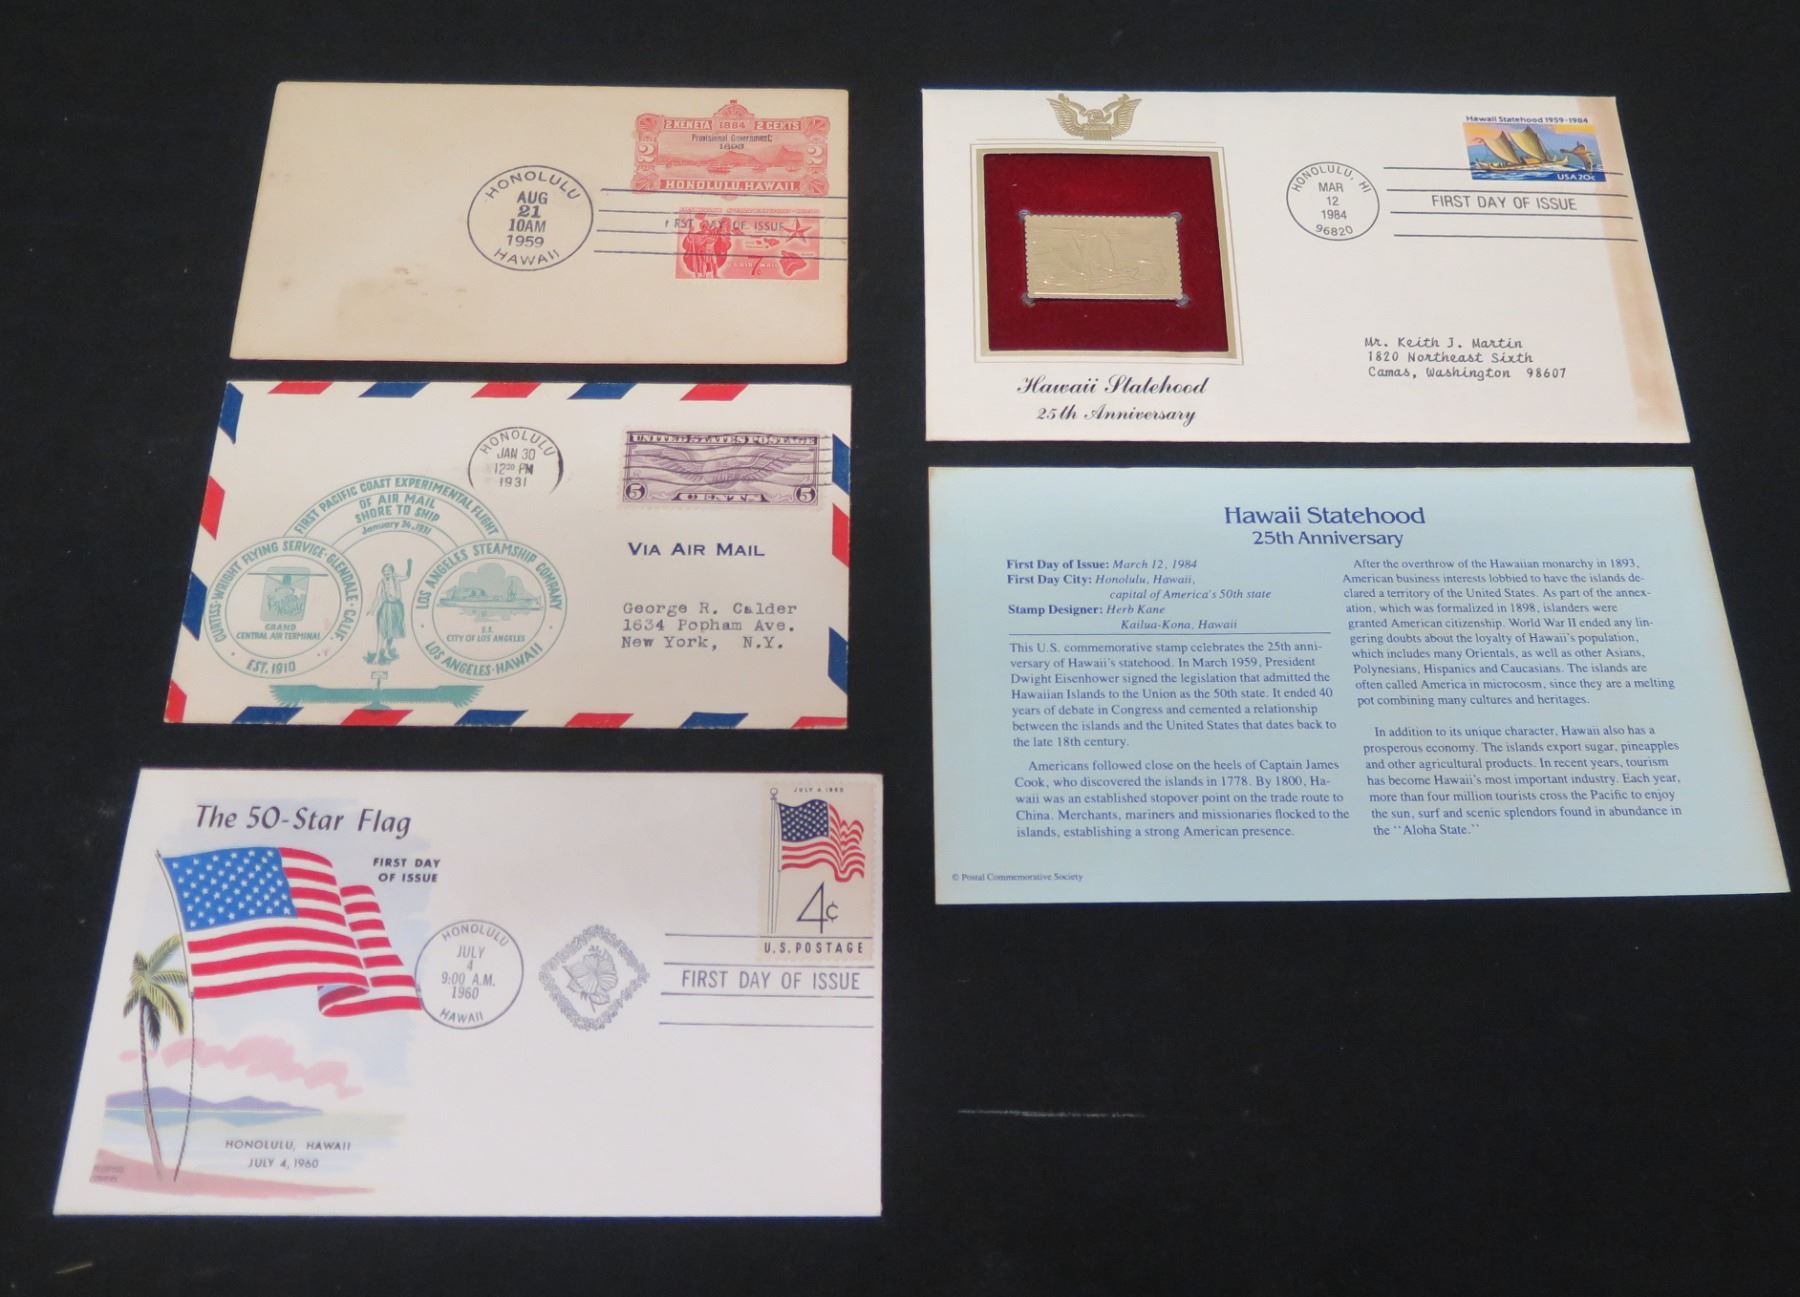 2 KENETA 1884 2 CENTS
Provisional Government
1893
2 2
HONOLULU, HAWAII.
HONOLULU
AUG
21
10AM
1959
HAWAII
FIRST DAY OF ISSUE
7c
HONOLULU
JAN 30
12 30 PM
1931
UNITED STATES POSTAGE
5 CENTS 5
FIRST PACIFIC COAST EXPERIMENTAL FLIGHT
OF AIR MAIL
SHORE TO SHIP
January 24, 1931
CURTISS-WRIGHT FLYING SERVICE-GLENDALE-CALIF.
GRAND
CENTRAL AIR TERMINAL
EST. 1910
LOS ANGELES STEAMSHIP COMPANY
S.S.
CITY OF LOS ANGELES
LOS ANGELES-HAWAII
VIA AIR MAIL
George R. Calder
1634 Popham Ave.
New York, N.Y.
The 50-Star Flag
FIRST DAY
OF ISSUE
HONOLULU
JULY
4
9:00 A.M.
1960
HAWAII
JULY 4, 1960
4c
U.S. POSTAGE
FIRST DAY OF ISSUE
HONOLULU, HAWAII
JULY 4, 1960
Hawaii Statehood 1959-1984
USA 20c
HONOLULU, HI
MAR
12
1984
96820
FIRST DAY OF ISSUE
Mr. Keith J. Martin
1820 Northeast Sixth
Camas, Washington 98607
Hawaii Statehood
25th Anniversary
Hawaii Statehood
25th Anniversary
First Day of Issue: March 12, 1984
First Day City: Honolulu, Hawaii,
capital of America's 50th state
Stamp Designer: Herb Kane
Kailua-Kona, Hawaii
This U.S. commemorative stamp celebrates the 25th anni-
versary of Hawaii's statehood. In March 1959, President
Dwight Eisenhower signed the legislation that admitted the
Hawaiian Islands to the Union as the 50th state. It ended 40
years of debate in Congress and cemented a relationship
between the islands and the United States that dates back to
the late 18th century.
Americans followed close on the heels of Captain James
Cook, who discovered the islands in 1778. By 1800, Ha-
waii was an established stopover point on the trade route to
China. Merchants, mariners and missionaries flocked to the
islands, establishing a strong American presence.
After the overthrow of the Hawaiian monarchy in 1893,
American business interests lobbied to have the islands de-
clared a territory of the United States. As part of the annex-
ation, which was formalized in 1898, islanders were
granted American citizenship. World War II ended any lin-
gering doubts about the loyalty of Hawaii's population,
which includes many Orientals, as well as other Asians,
Polynesians, Hispanics and Caucasians. The islands are
often called America in microcosm, since they are a melting
pot combining many cultures and heritages.
In addition to its unique character, Hawaii also has a
prosperous economy. The islands export sugar, pineapples
and other agricultural products. In recent years, tourism
has become Hawaii's most important industry. Each year,
more than four million tourists cross the Pacific to enjoy
the sun, surf and scenic splendors found in abundance in
the "Aloha State."
© Postal Commemorative Society